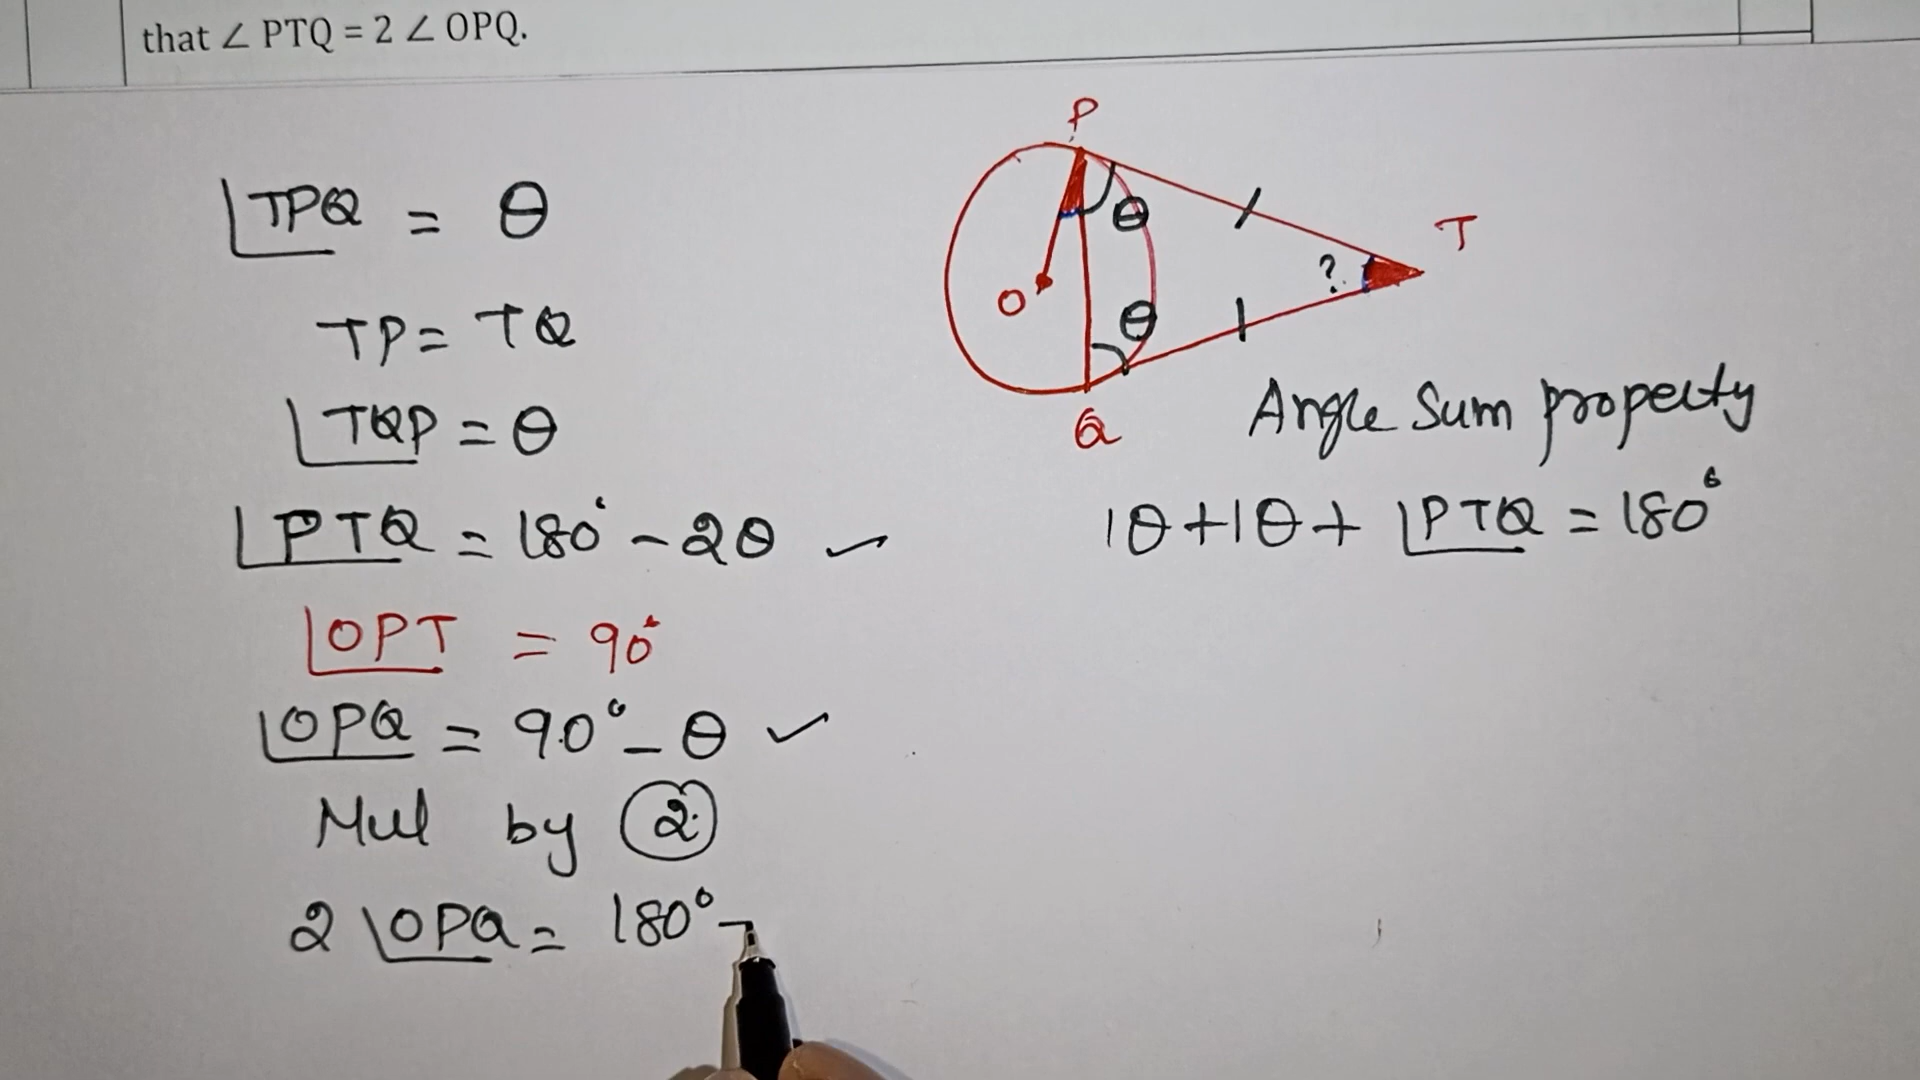 that ∠ PTQ = 2 ∠ OPQ.
∠TPQ = θ
TP = TQ
∠TQP = θ
∠PTQ = 180° - 2θ ✓
∠OPT = 90°
∠OPQ = 90° - θ ✓
Mul by 2
2 ∠OPQ = 180° -
P
θ
T
?
O
θ
Q
Angle Sum property
1θ + 1θ + ∠PTQ = 180°